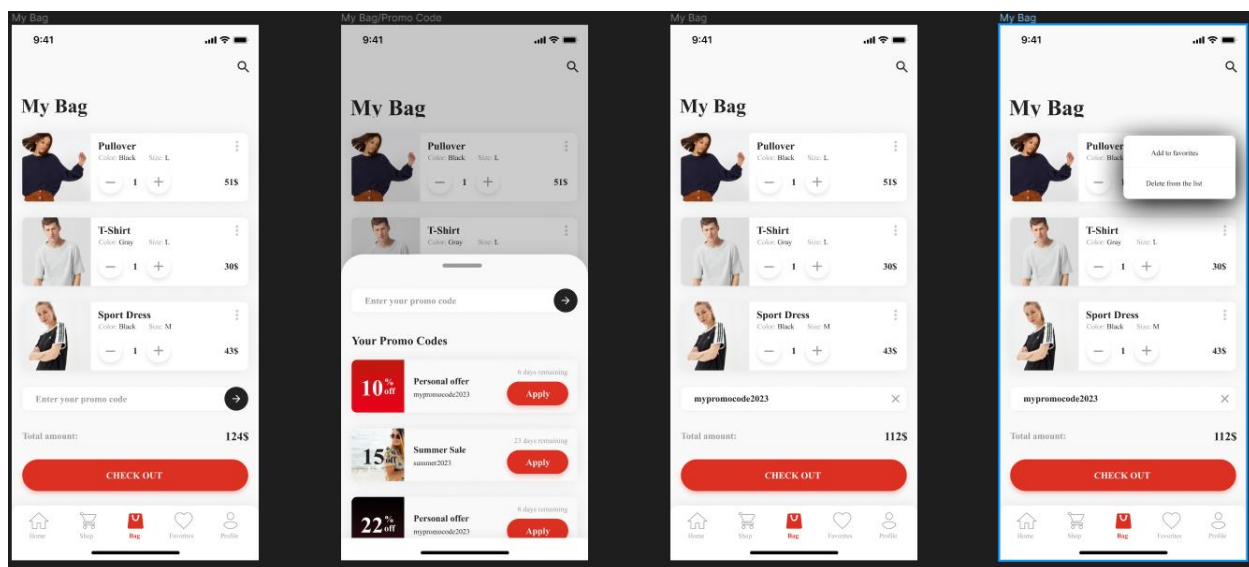 My Bag
9:41
My Bag
Pullover
Color: Black Size: L
1
51$
T-Shirt
Color: Gray Size: L
1
30$
Sport Dress
Color: Black Size: M
1
43$
Enter your promo code
Total amount:
124$
CHECK OUT
Home Shop Bag Favorites Profile
My Bag/Promo Code
9:41
My Bag
Pullover
Color: Black Size: L
1
51$
T-Shirt
Color: Gray Size: L
Enter your promo code
Your Promo Codes
6 days remaining
10% off
Personal offer
mypromocode2023
Apply
23 days remaining
15% off
Summer Sale
summer2023
Apply
6 days remaining
22% off
Personal offer
mypromocode2023
Apply
My Bag
9:41
My Bag
Pullover
Color: Black Size: L
1
51$
T-Shirt
Color: Gray Size: L
1
30$
Sport Dress
Color: Black Size: M
1
43$
mypromocode2023
Total amount:
112$
CHECK OUT
Home Shop Bag Favorites Profile
My Bag
9:41
My Bag
Pullover
Color: Black
Add to favorites
Delete from the list
T-Shirt
Color: Gray Size: L
1
30$
Sport Dress
Color: Black Size: M
1
43$
mypromocode2023
Total amount:
112$
CHECK OUT
Home Shop Bag Favorites Profile